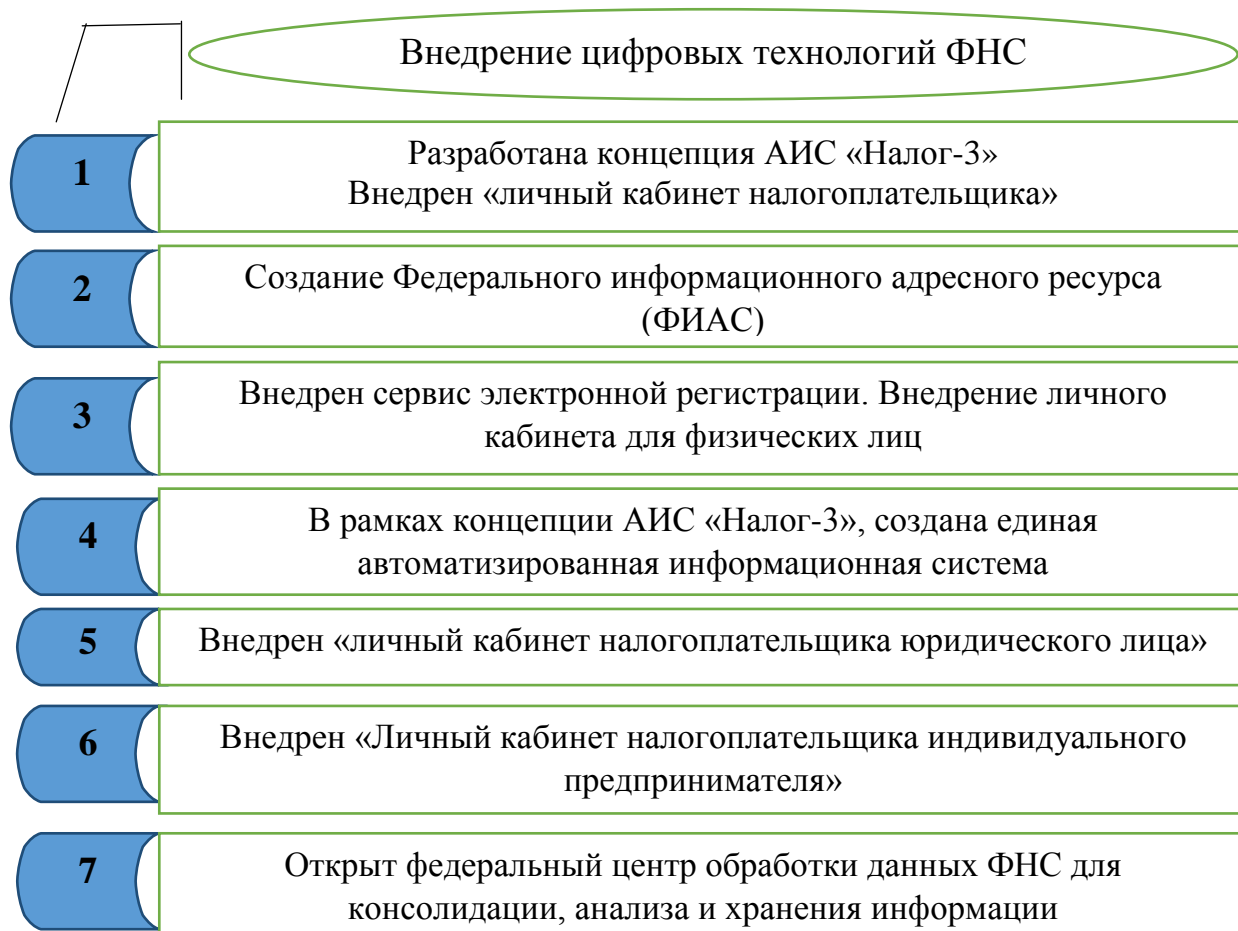 Внедрение цифровых технологий ФНС
1
Разработана концепция АИС «Налог-3»
Внедрен «личный кабинет налогоплательщика»
2
Создание Федерального информационного адресного ресурса
(ФИАС)
3
Внедрен сервис электронной регистрации. Внедрение личного
кабинета для физических лиц
4
В рамках концепции АИС «Налог-3», создана единая
автоматизированная информационная система
5
Внедрен «личный кабинет налогоплательщика юридического лица»
6
Внедрен «Личный кабинет налогоплательщика индивидуального
предпринимателя»
7
Открыт федеральный центр обработки данных ФНС для
консолидации, анализа и хранения информации